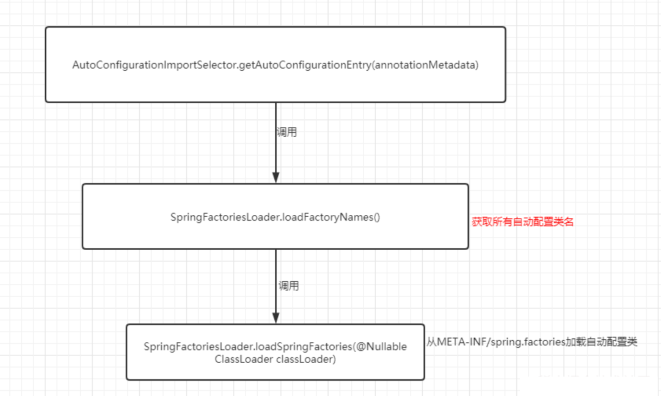 AutoConfigurationImportSelector.getAutoConfigurationEntry(annotationMetadata)
调用
SpringFactoriesLoader.loadFactoryNames()
获取所有自动配置类名
调用
SpringFactoriesLoader.loadSpringFactories(@Nullable
ClassLoader classLoader)
从META-INF/spring.factories加载自动配置类